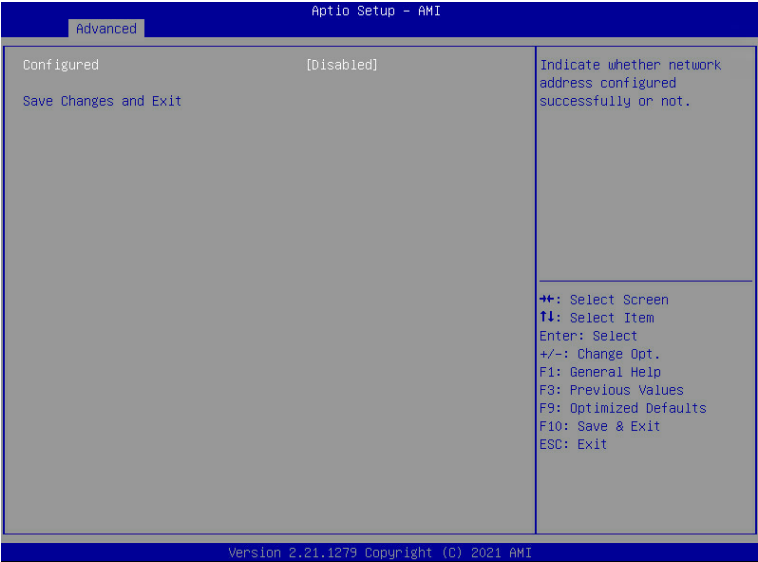 Aptio Setup – AMI
Advanced
Configured [Disabled]
Save Changes and Exit
Indicate whether network
address configured
successfully or not.
→←: Select Screen
↑↓: Select Item
Enter: Select
+/-: Change Opt.
F1: General Help
F3: Previous Values
F9: Optimized Defaults
F10: Save & Exit
ESC: Exit
Version 2.21.1279 Copyright (C) 2021 AMI